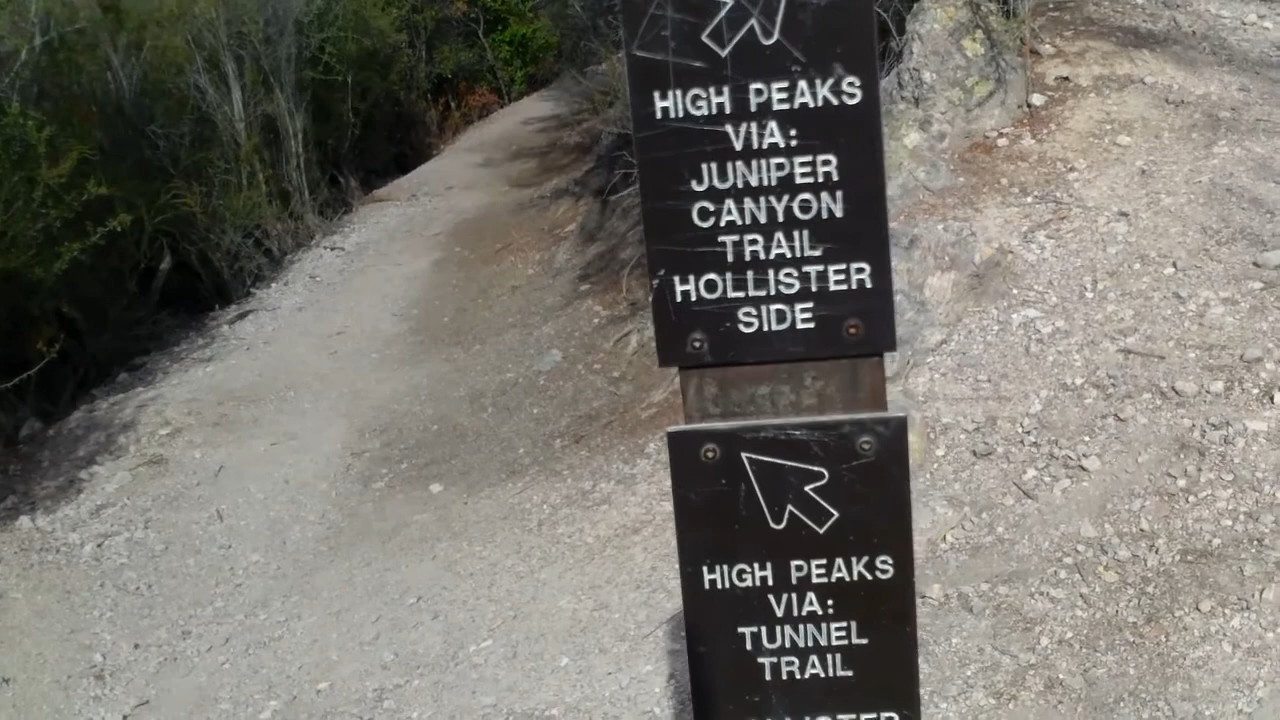 HIGH PEAKS
VIA:
JUNIPER
CANYON
TRAIL
HOLLISTER
SIDE
HIGH PEAKS
VIA:
TUNNEL
TRAIL